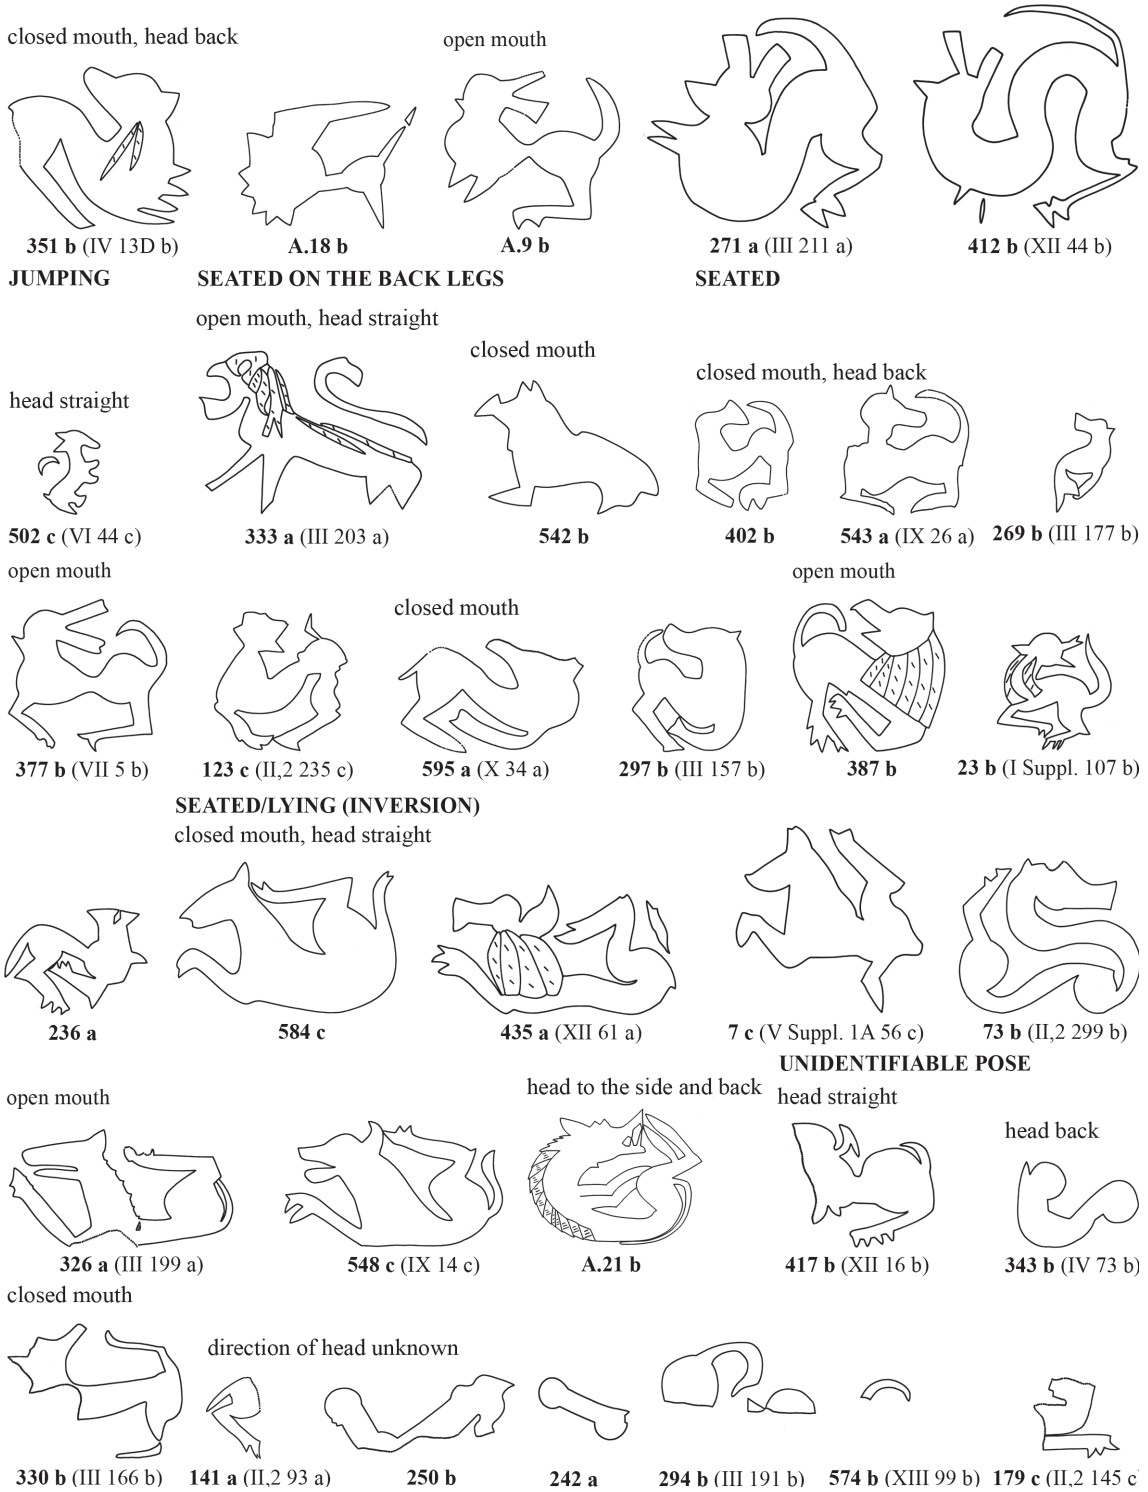 closed mouth, head back
open mouth
351 b (IV 13D b)
A.18 b
A.9 b
271 a (III 211 a)
412 b (XII 44 b)
JUMPING
SEATED ON THE BACK LEGS
SEATED
open mouth, head straight
closed mouth
closed mouth, head back
head straight
502 c (VI 44 c)
333 a (III 203 a)
542 b
402 b
543 a (IX 26 a)
269 b (III 177 b)
open mouth
open mouth
closed mouth
377 b (VII 5 b)
123 c (II,2 235 c)
595 a (X 34 a)
297 b (III 157 b)
387 b
23 b (I Suppl. 107 b)
SEATED/LYING (INVERSION)
closed mouth, head straight
236 a
584 c
435 a (XII 61 a)
7 c (V Suppl. 1A 56 c)
73 b (II,2 299 b)
UNIDENTIFIABLE POSE
open mouth
head to the side and back
head straight
head back
326 a (III 199 a)
548 c (IX 14 c)
A.21 b
417 b (XII 16 b)
343 b (IV 73 b)
closed mouth
direction of head unknown
330 b (III 166 b)
141 a (II,2 93 a)
250 b
242 a
294 b (III 191 b)
574 b (XIII 99 b)
179 c (II,2 145 c)